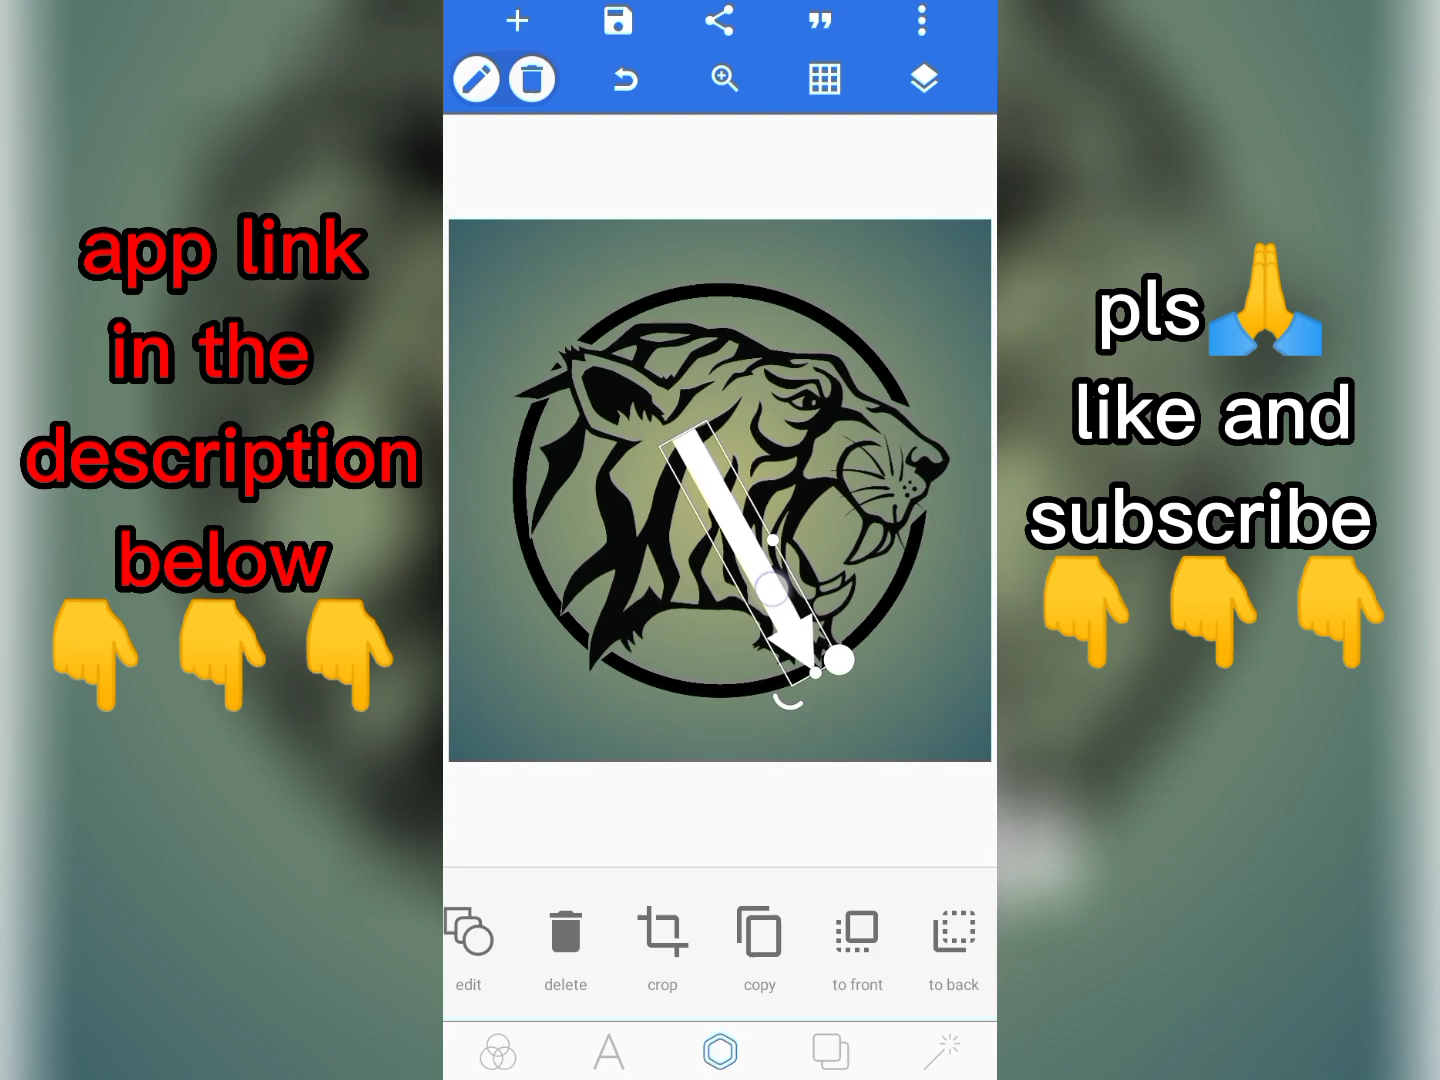 app link
in the
description
below
pls
like and
subscribe
edit
delete
crop
copy
to front
to back